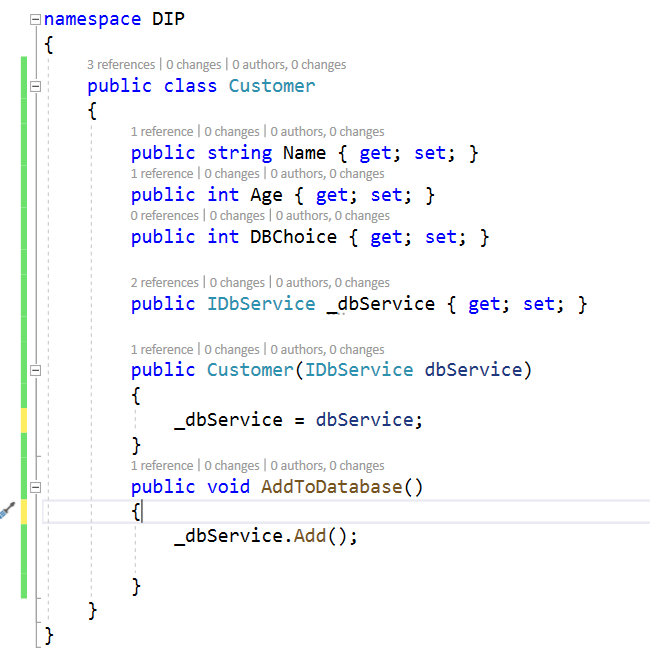 namespace DIP
{
3 references | 0 changes | 0 authors, 0 changes
public class Customer
{
1 reference | 0 changes | 0 authors, 0 changes
public string Name { get; set; }
1 reference | 0 changes | 0 authors, 0 changes
public int Age { get; set; }
0 references | 0 changes | 0 authors, 0 changes
public int DBChoice { get; set; }
2 references | 0 changes | 0 authors, 0 changes
public IDbService _dbService { get; set; }
1 reference | 0 changes | 0 authors, 0 changes
public Customer(IDbService dbService)
{
_dbService = dbService;
}
1 reference | 0 changes | 0 authors, 0 changes
public void AddToDatabase()
{
_dbService.Add();
}
}
}